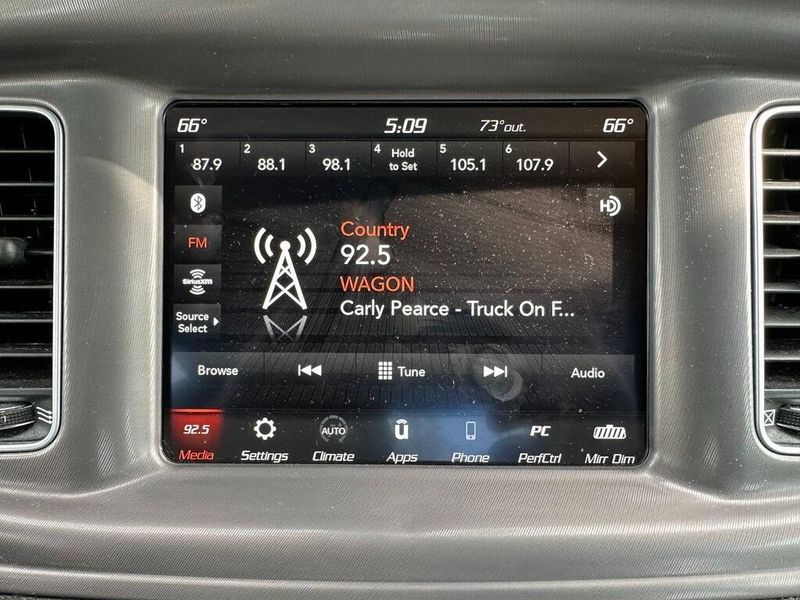 66° 5:09 73°out. 66°
1 87.9 2 88.1 3 98.1 4 Hold to Set 5 105.1 6 107.9
HD
FM
SiriusXM
Source
Select
Country
92.5
WAGON
Carly Pearce - Truck On F...
Browse Tune Audio
92.5 AUTO PC
Media Settings Climate Apps Phone PerfCtrl Mirr Dim